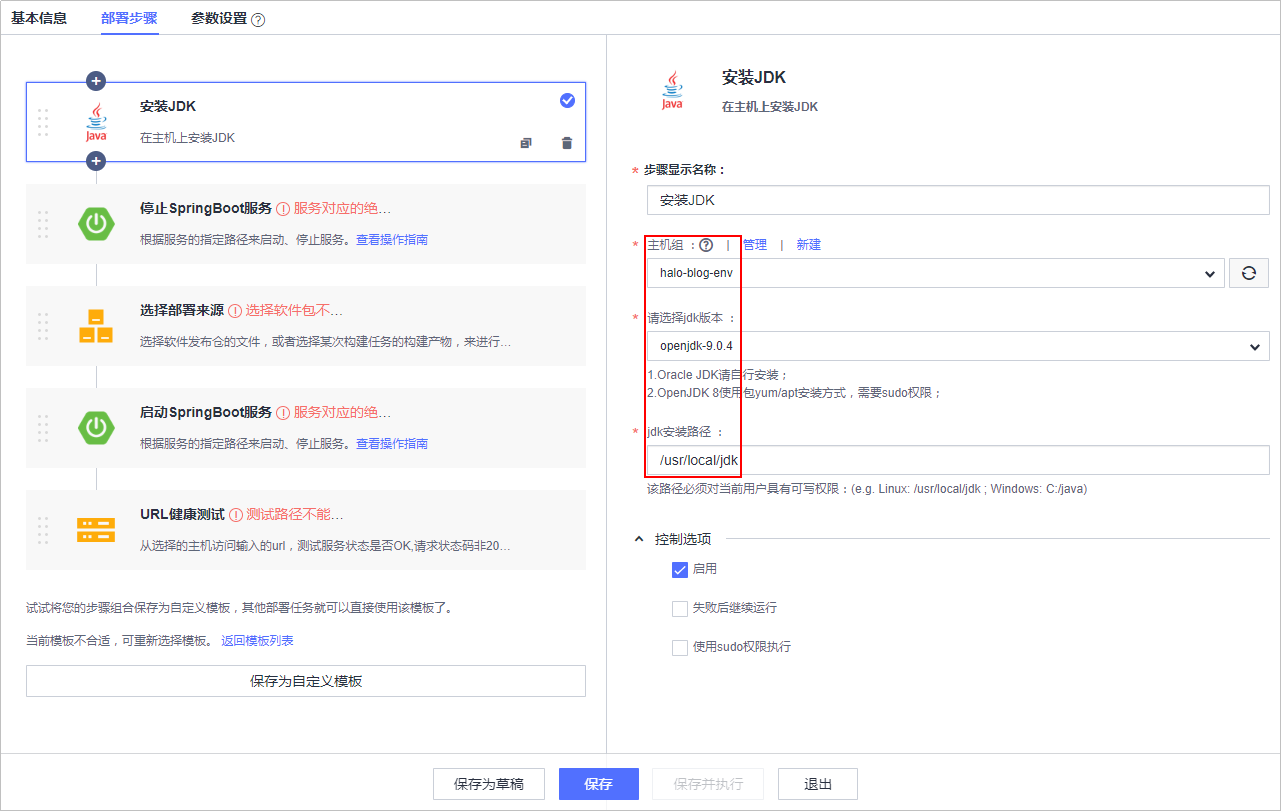 基本信息 部署步骤 参数设置 ?
安装JDK
在主机上安装JDK
Java
停止SpringBoot服务 服务对应的绝…
根据服务的指定路径来启动、停止服务。查看操作指南
选择部署来源 选择软件包不…
选择软件发布仓的文件，或者选择某次构建任务的构建产物，来进行…
启动SpringBoot服务 服务对应的绝…
根据服务的指定路径来启动、停止服务。查看操作指南
URL健康测试 测试路径不能…
从选择的主机访问输入的url，测试服务状态是否OK,请求状态码非20…
试试将您的步骤组合保存为自定义模板，其他部署任务就可以直接使用该模板了。
当前模板不合适，可重新选择模板。 返回模板列表
保存为自定义模板
Java
安装JDK
在主机上安装JDK
* 步骤显示名称：
安装JDK
* 主机组 ：? | 管理 | 新建
halo-blog-env
* 请选择jdk版本 ：
openjdk-9.0.4
1.Oracle JDK请自行安装；
2.OpenJDK 8使用包yum/apt安装方式，需要sudo权限；
* jdk安装路径 ：
/usr/local/jdk
该路径必须对当前用户具有可写权限：(e.g. Linux: /usr/local/jdk ; Windows: C:/java)
控制选项
启用
失败后继续运行
使用sudo权限执行
保存为草稿 保存 保存并执行 退出